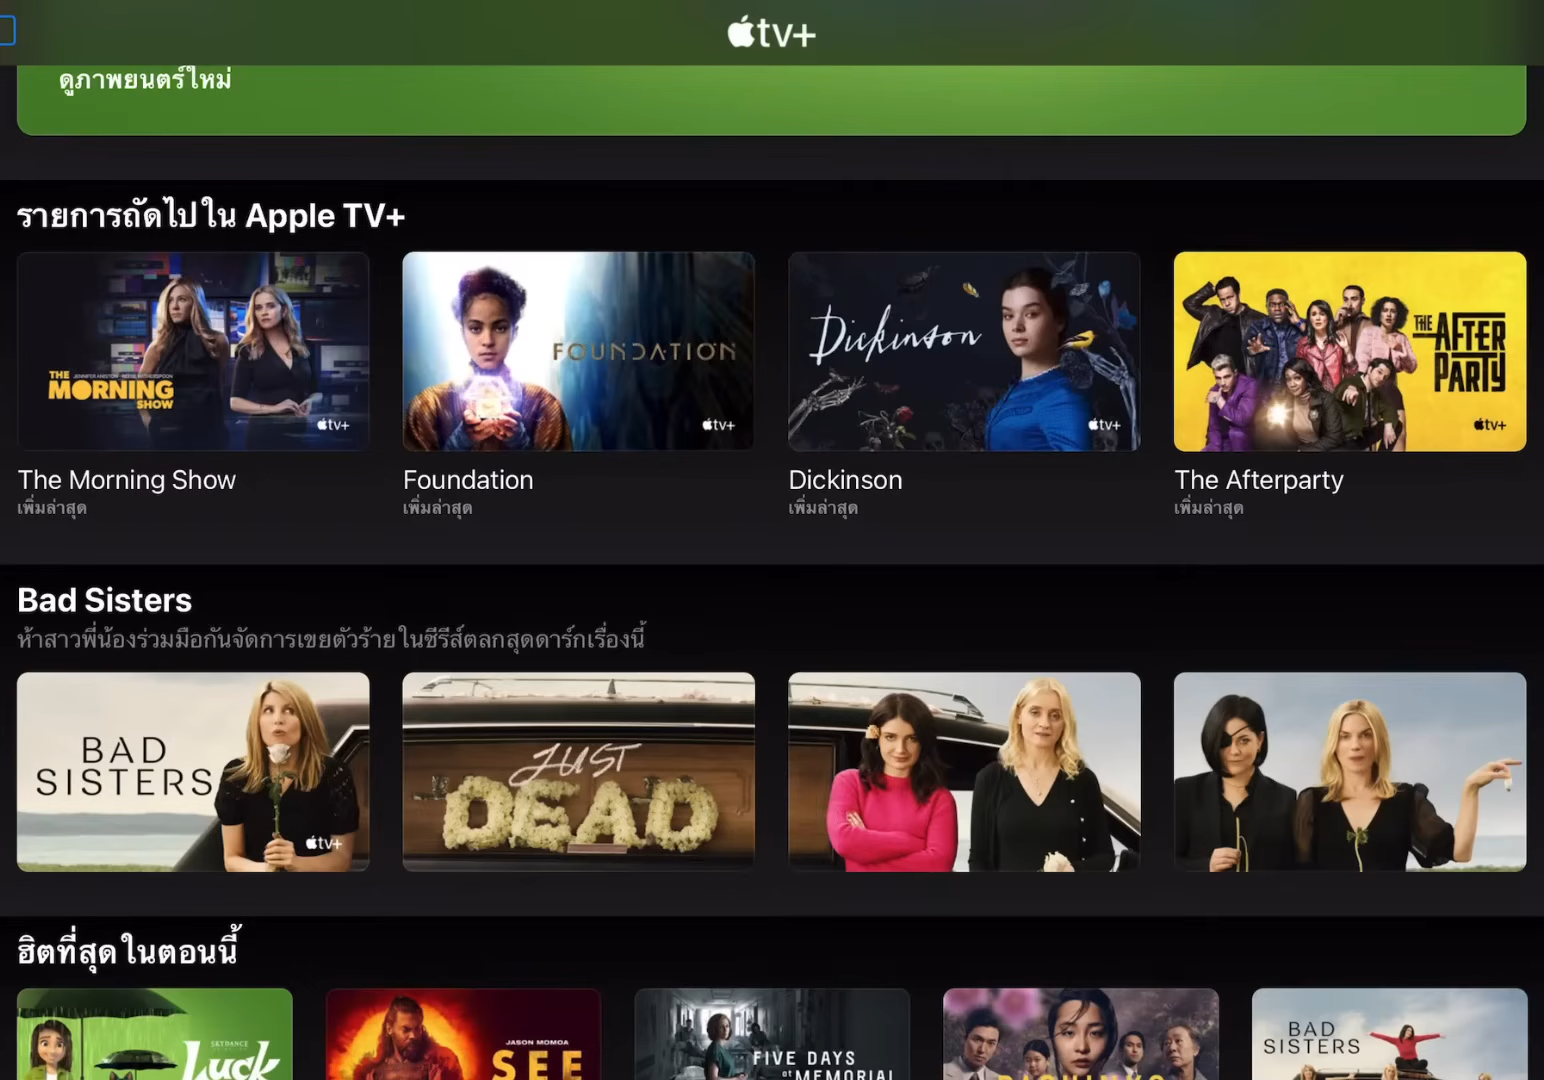 tv+
ดูภาพยนตร์ใหม่
รายการถัดไปใน Apple TV+
THE
JENNIFER ANISTON REESE WITHERSPOON
MORNING
SHOW
tv+
FOUNDATION
tv+
Dickinson
tv+
THE
AFTER
PARTY
tv+
The Morning Show
เพิ่มล่าสุด
Foundation
เพิ่มล่าสุด
Dickinson
เพิ่มล่าสุด
The Afterparty
เพิ่มล่าสุด
Bad Sisters
ห้าสาวพี่น้องร่วมมือกันจัดการเขยตัวร้ายในซีรีส์ตลกสุดดาร์กเรื่องนี้
BAD
SISTERS
tv+
JUST
DEAD
ฮิตที่สุดในตอนนี้
SKYDANCE
Luck
JASON MOMOA
SEE
FIVE DAYS
at MEMORIAL
PACHINKO
BAD
SISTERS